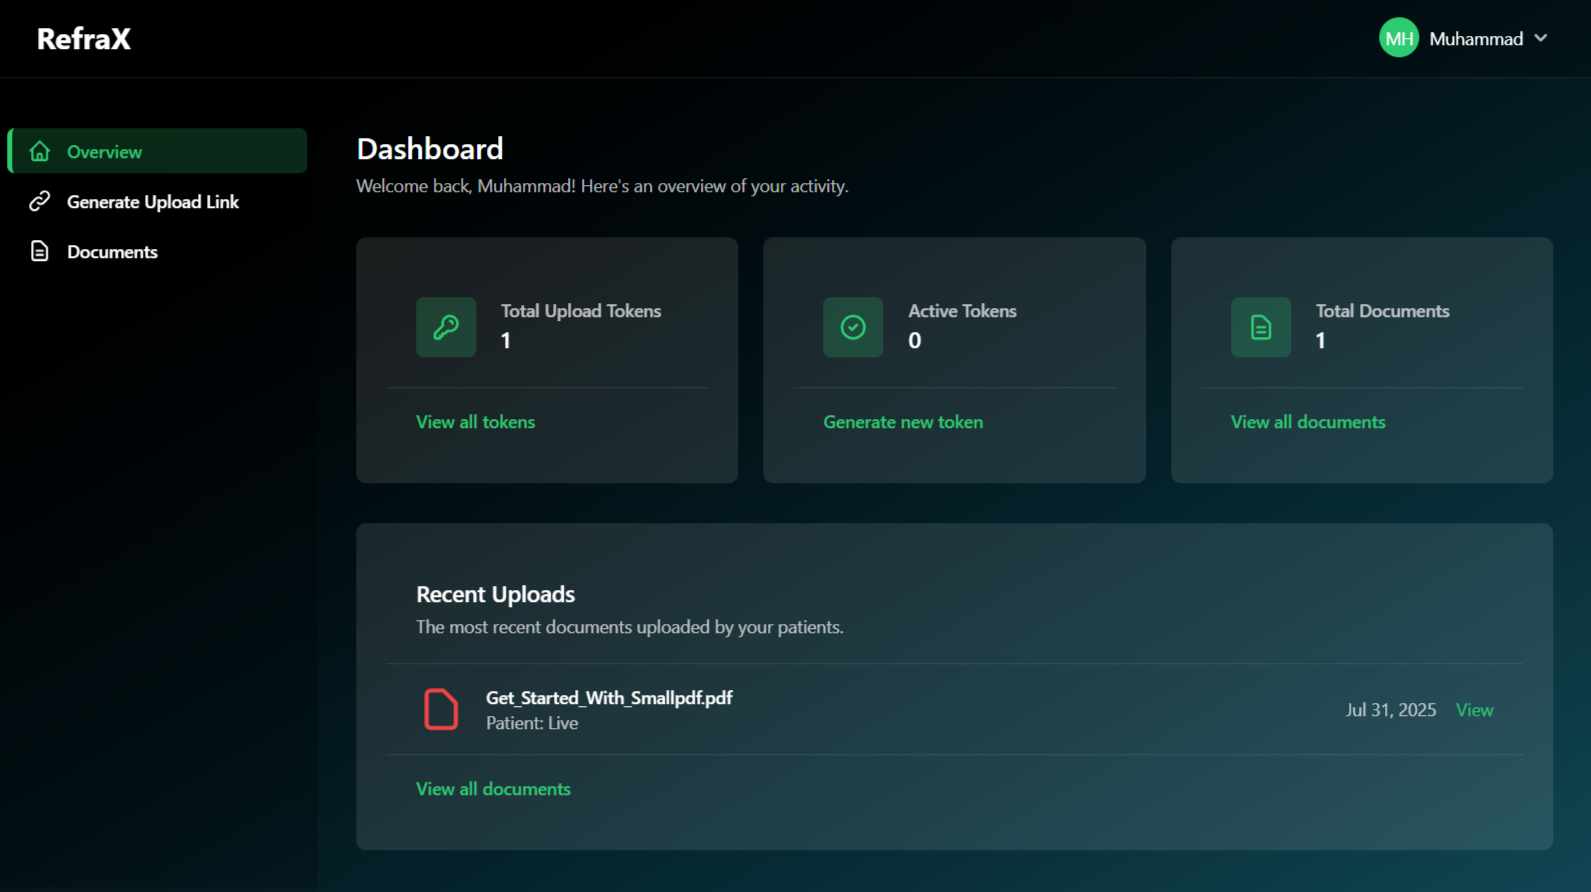 RefraX
MH Muhammad
Overview
Generate Upload Link
Documents
Dashboard
Welcome back, Muhammad! Here's an overview of your activity.
Total Upload Tokens
1
View all tokens
Active Tokens
0
Generate new token
Total Documents
1
View all documents
Recent Uploads
The most recent documents uploaded by your patients.
Get_Started_With_Smallpdf.pdf
Patient: Live
Jul 31, 2025 View
View all documents